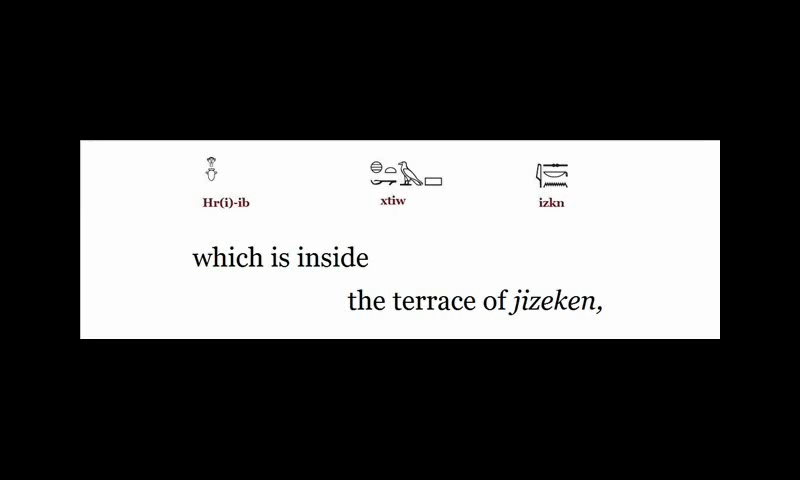 Hr(i)-ib xtiw izkn
which is inside
the terrace of jizeken,